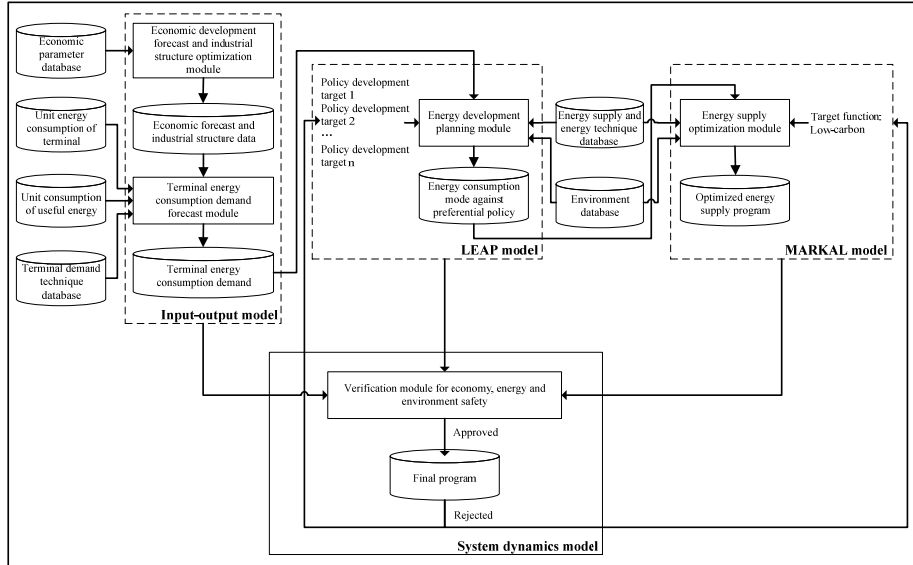 Economic
parameter
database
Unit energy
consumption of
terminal
Unit consumption
of useful energy
Terminal demand
technique
database
Economic development
forecast and industrial
structure optimization
module
Economic forecast and
industrial structure data
Terminal energy
consumption demand
forecast module
Terminal energy
consumption demand
Input-output model
Policy development
target 1
Policy development
target 2
...
Policy development
target n
Energy development
planning module
Energy consumption
mode against
preferential policy
LEAP model
Energy supply and
energy technique
database
Environment
database
Energy supply
optimization module
Optimized energy
supply program
Target function:
Low-carbon
MARKAL model
Verification module for economy, energy and
environment safety
Approved
Final program
Rejected
System dynamics model